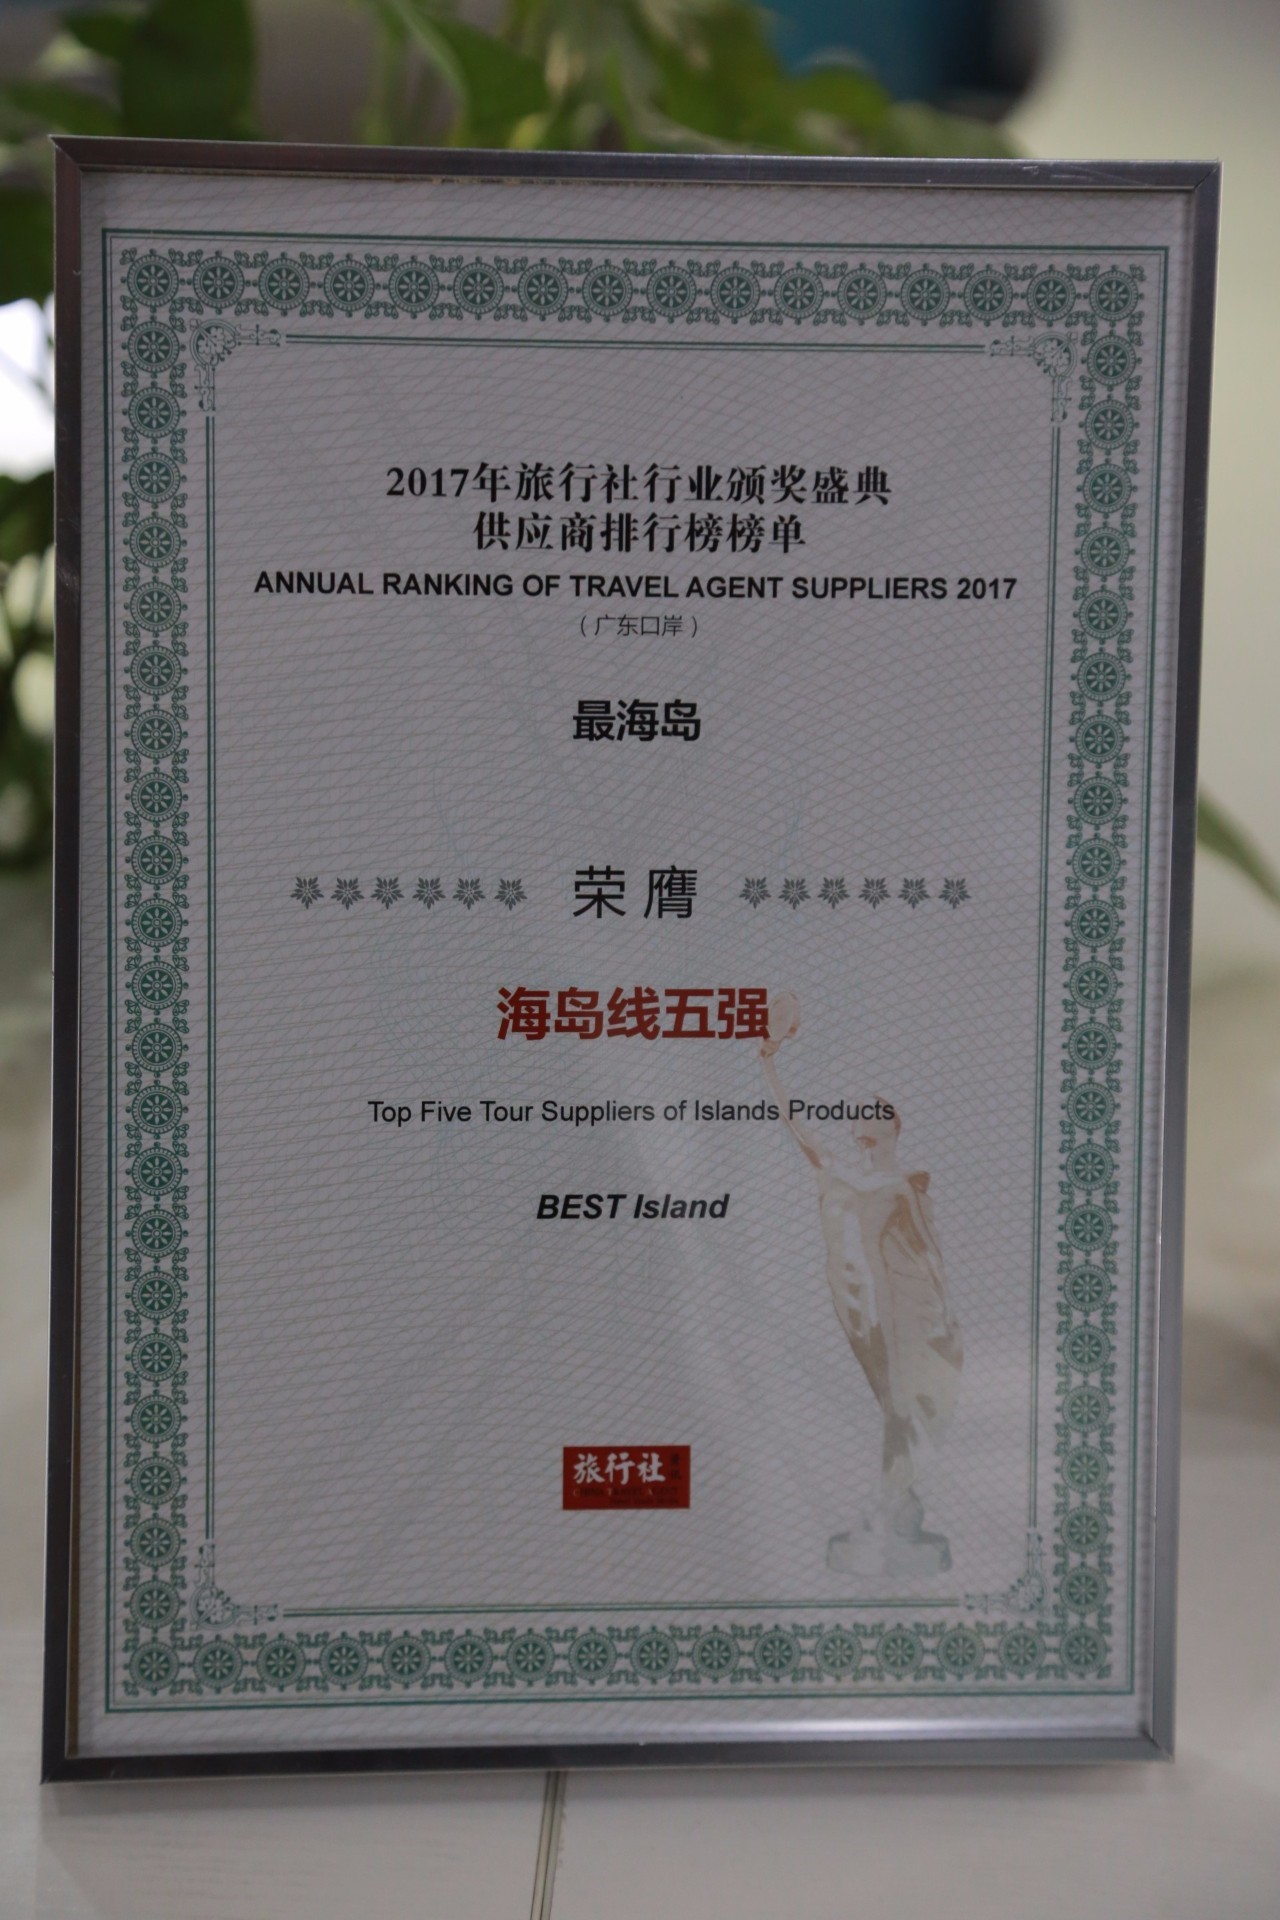 2017年旅行社行业颁奖盛典
供应商排行榜榜单
ANNUAL RANKING OF TRAVEL AGENT SUPPLIERS 2017
（广东口岸）
最海岛
荣膺
海岛线五强
Top Five Tour Suppliers of Islands Products
BEST Island
旅行社